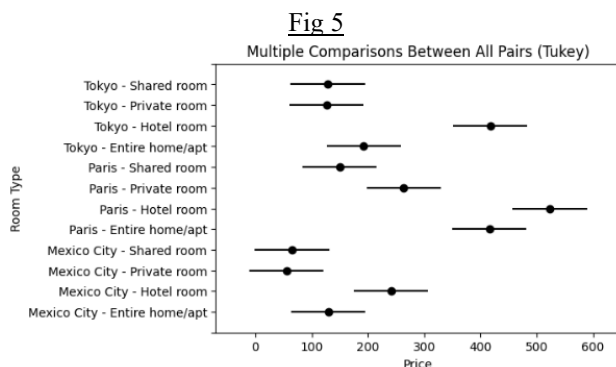 Fig 5
Multiple Comparisons Between All Pairs (Tukey)
Room Type
Tokyo - Shared room
Tokyo - Private room
Tokyo - Hotel room
Tokyo - Entire home/apt
Paris - Shared room
Paris - Private room
Paris - Hotel room
Paris - Entire home/apt
Mexico City - Shared room
Mexico City - Private room
Mexico City - Hotel room
Mexico City - Entire home/apt
0 100 200 300 400 500 600
Price